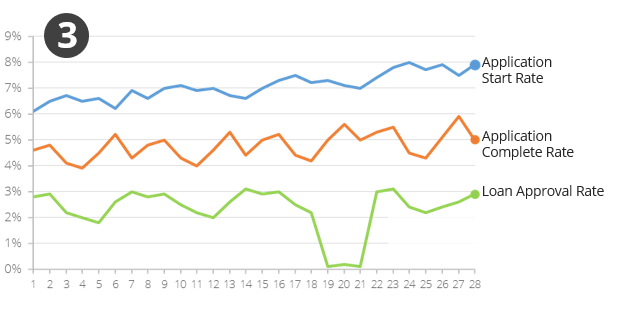 3
9%
8%
7%
6%
5%
4%
3%
2%
1%
0%
Application
Start Rate
Application
Complete Rate
Loan Approval Rate
1 2 3 4 5 6 7 8 9 10 11 12 13 14 15 16 17 18 19 20 21 22 23 24 25 26 27 28